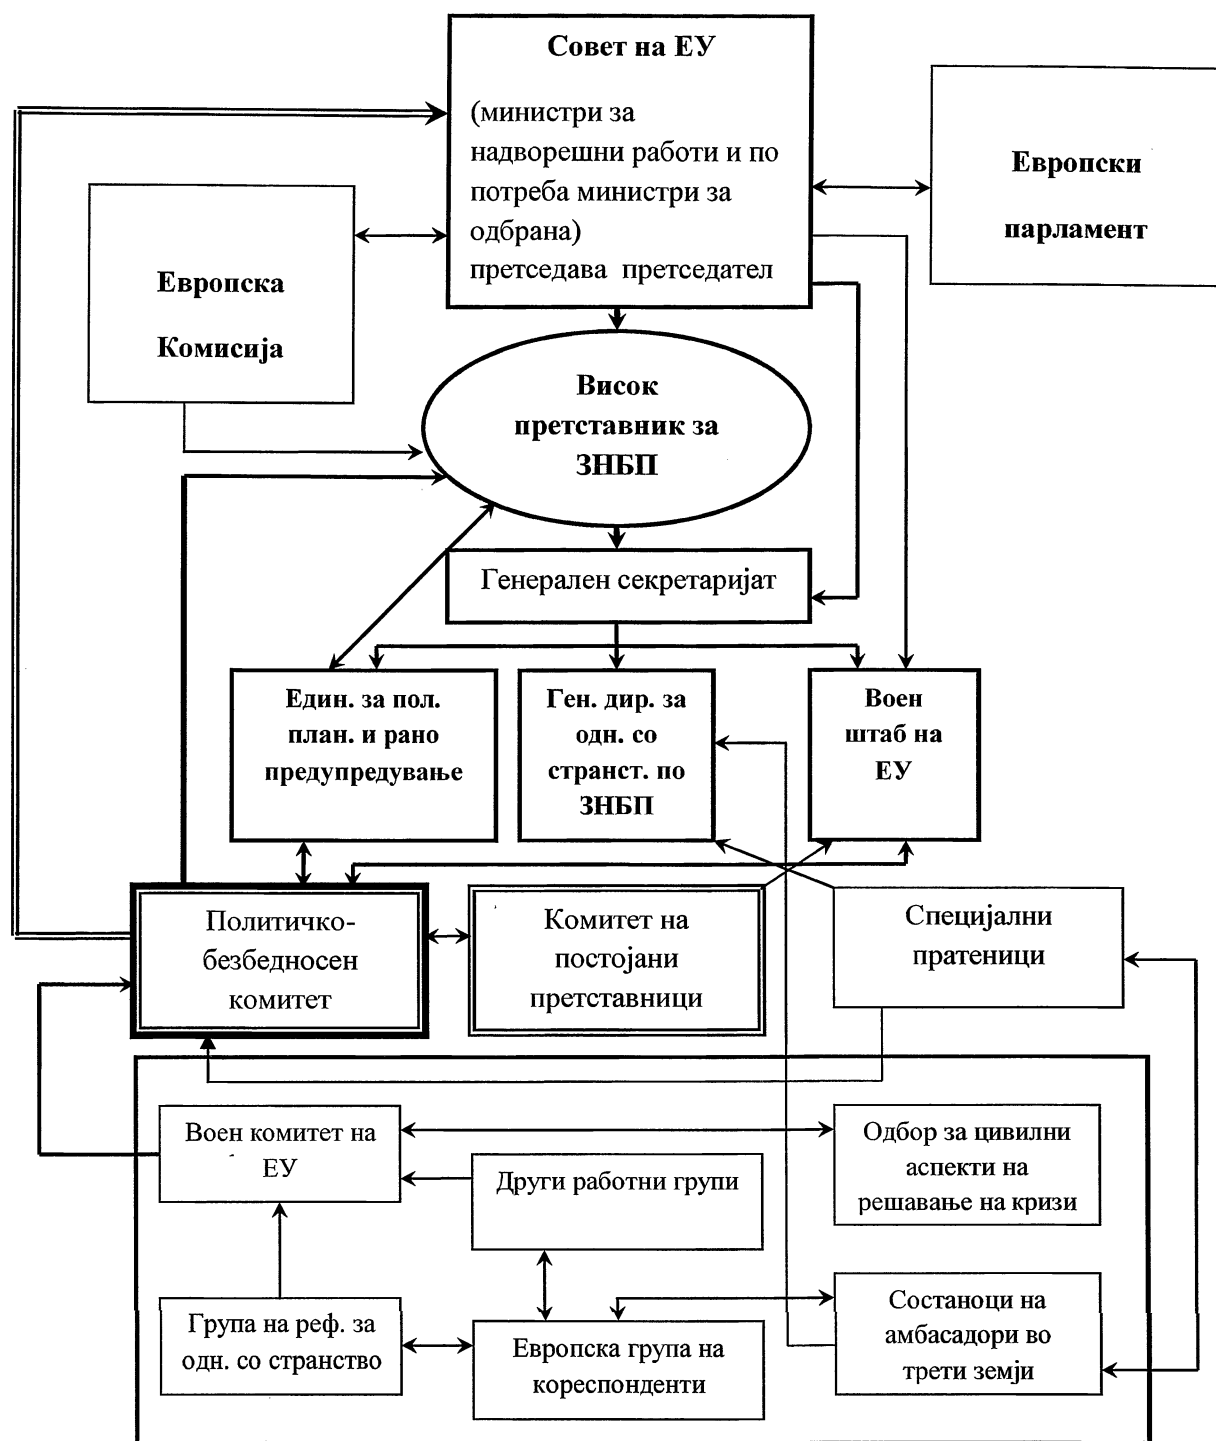 Совет на ЕУ
(министри за
надворешни работи и по
потреба министри за
одбрана)
претседава претседател
Европски
парламент
Европска
Комисија
Висок
претставник за
ЗНБП
Генерален секретаријат
Един. за пол.
план. и рано
предупредување
Ген. дир. за
одн. со
странст. по
ЗНБП
Воен
штаб на
ЕУ
Политичко-
безбедносен
комитет
Комитет на
постојани
претставници
Специјални
пратеници
Воен комитет на
ЕУ
Други работни групи
Одбор за цивилни
аспекти на
решавање на кризи
Група на реф. за
одн. со странство
Европска група на
кореспонденти
Состаноци на
амбасадори во
трети земји